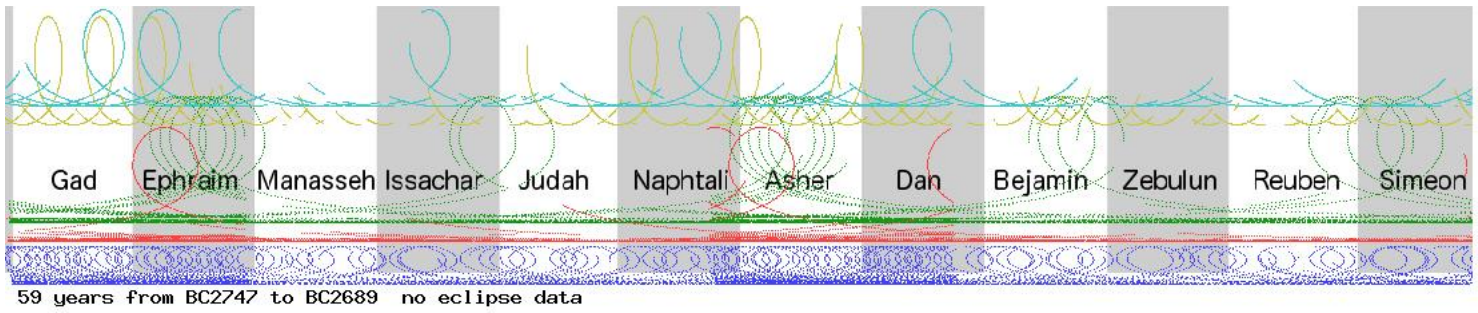 Gad Ephraim Manasseh Issachar Judah Naphtali Asher Dan Bejamin Zebulun Reuben Simeon
59 years from BC2747 to BC2689 no eclipse data